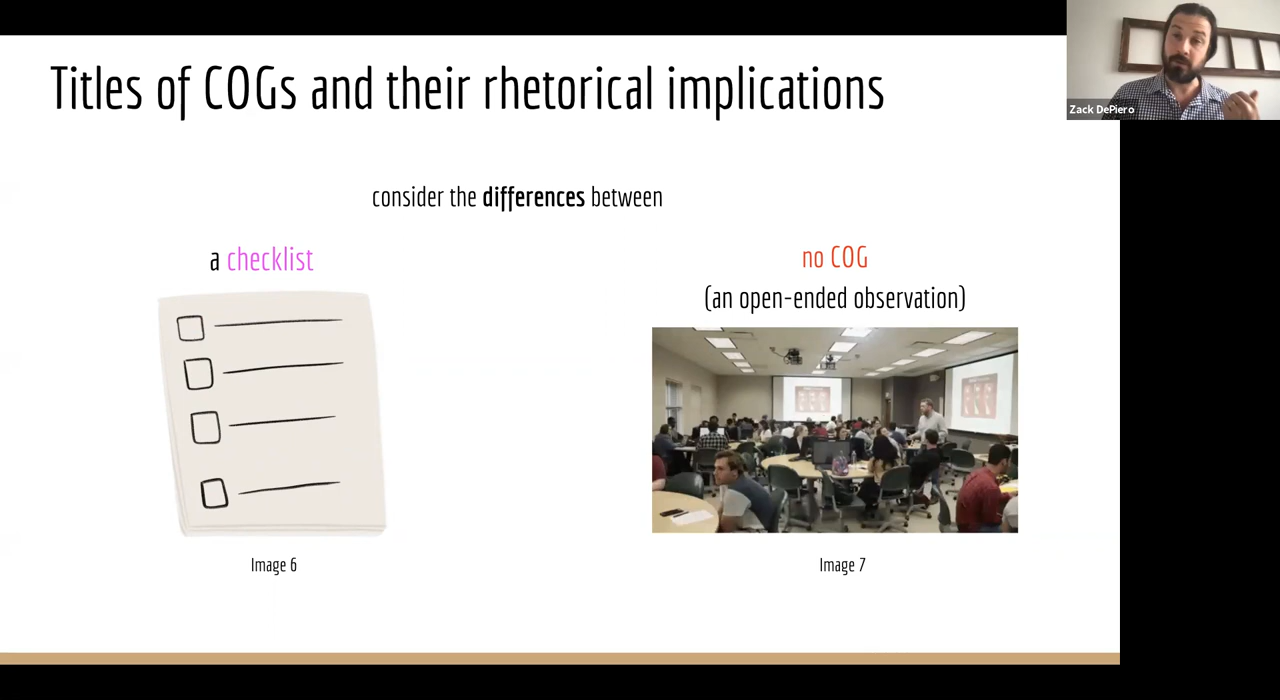 Titles of COGs and their rhetorical implications
Zack DePiero
consider the differences between
a checklist
no COG
(an open-ended observation)
Image 6
Image 7